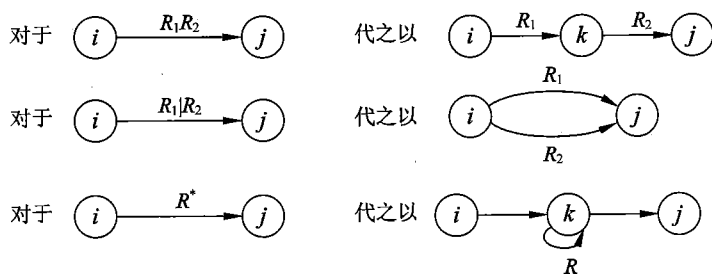 对于 i R₁R₂ j 代之以 i R₁ k R₂ j
对于 i R₁|R₂ j 代之以 i R₁ R₂ j
对于 i R* j 代之以 i k R j